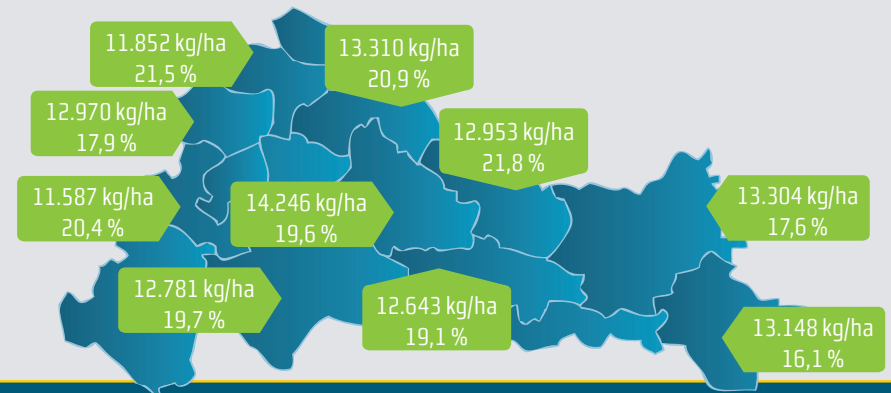 11.852 kg/ha
21,5 %
13.310 kg/ha
20,9 %
12.970 kg/ha
17,9 %
12.953 kg/ha
21,8 %
11.587 kg/ha
20,4 %
14.246 kg/ha
19,6 %
13.304 kg/ha
17,6 %
12.781 kg/ha
19,7 %
12.643 kg/ha
19,1 %
13.148 kg/ha
16,1 %